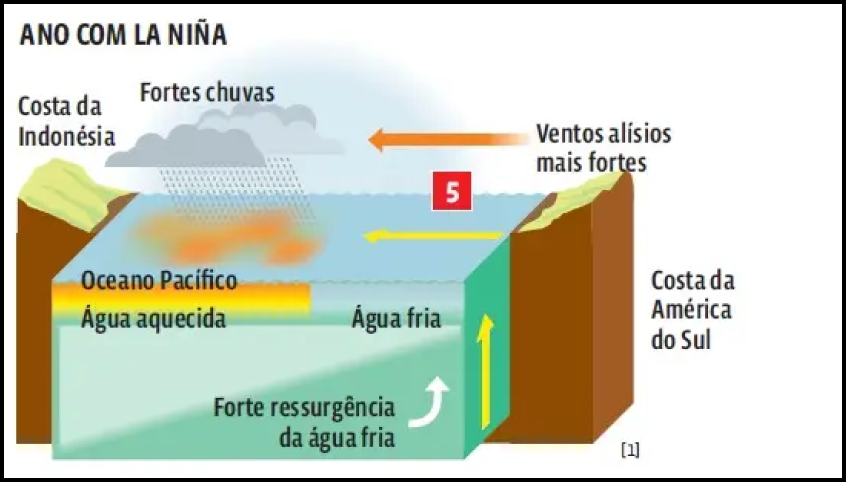 ANO COM LA NIÑA
Fortes chuvas
Costa da
Indonésia
Ventos alísios
mais fortes
5
Oceano Pacífico
Água aquecida
Água fria
Costa da
América
do Sul
Forte ressurgência
da água fria
[1]